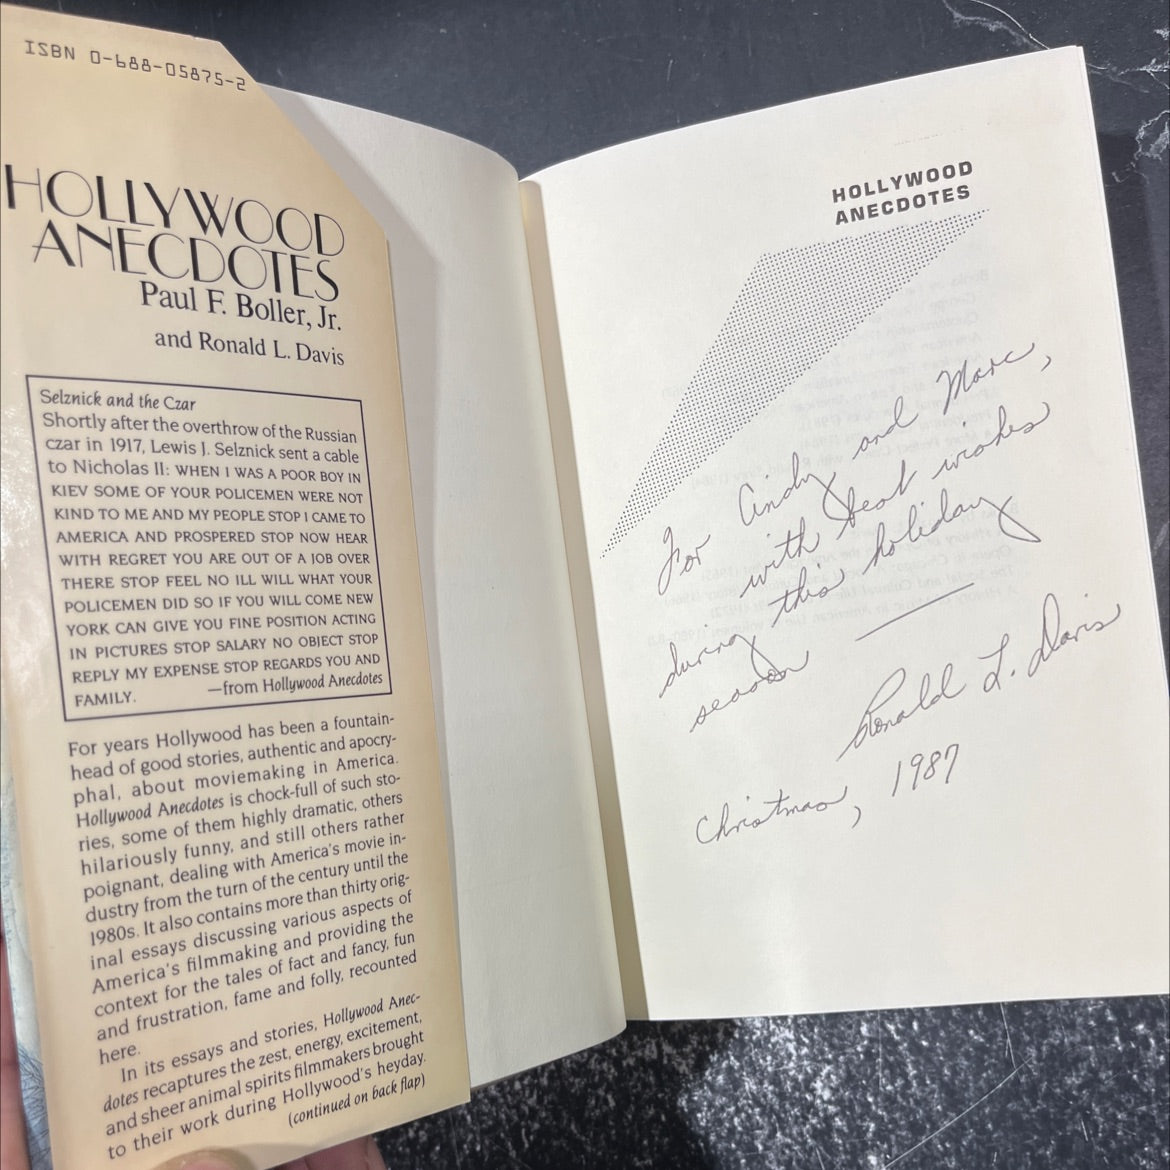 ISBN 0-688-05875-2
HOLLYWOOD
ANECDOTES
Paul F. Boller, Jr.
and Ronald L. Davis
Selznick and the Czar
Shortly after the overthrow of the Russian
czar in 1917, Lewis J. Selznick sent a cable
to Nicholas II: WHEN I WAS A POOR BOY IN
KIEV SOME OF YOUR POLICEMEN WERE NOT
KIND TO ME AND MY PEOPLE STOP I CAME TO
AMERICA AND PROSPERED STOP NOW HEAR
WITH REGRET YOU ARE OUT OF A JOB OVER
THERE STOP FEEL NO ILL WILL WHAT YOUR
POLICEMEN DID SO IF YOU WILL COME NEW
YORK CAN GIVE YOU FINE POSITION ACTING
IN PICTURES STOP SALARY NO OBJECT STOP
REPLY MY EXPENSE STOP REGARDS YOU AND
FAMILY. —from Hollywood Anecdotes
For years Hollywood has been a fountain-
head of good stories, authentic and apocry-
phal, about moviemaking in America.
Hollywood Anecdotes is chock-full of such sto-
ries, some of them highly dramatic, others
hilariously funny, and still others rather
poignant, dealing with America's movie in-
dustry from the turn of the century until the
1980s. It also contains more than thirty orig-
inal essays discussing various aspects of
America's filmmaking and providing the
context for the tales of fact and fancy, fun
and frustration, fame and folly, recounted
here.
In its essays and stories, Hollywood Anec-
dotes recaptures the zest, energy, excitement,
and sheer animal spirits filmmakers brought
to their work during Hollywood's heyday.
(continued on back flap)
HOLLYWOOD
ANECDOTES
For Cindy and Marc,
with best wishes
during this holiday
season —
Ronald L. Davis
Christmas, 1987